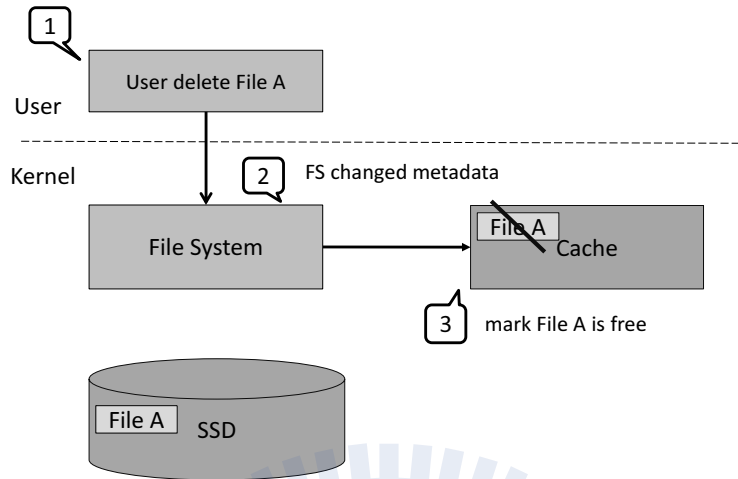 1
User delete File A
User
Kernel
2
FS changed metadata
File System
File A
Cache
3
mark File A is free
File A
SSD